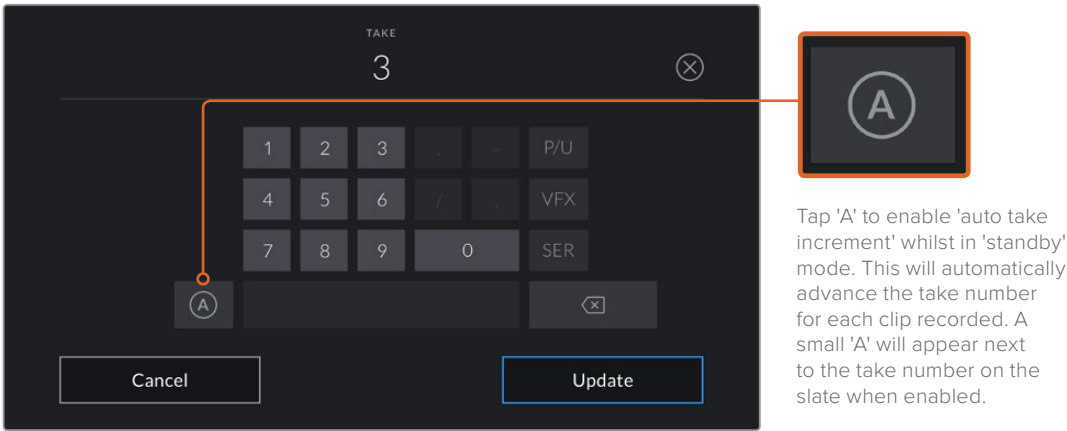 TAKE
3
1 2 3 . - P/U
4 5 6 / , VFX
7 8 9 0 SER
A
Cancel Update
A
Tap 'A' to enable 'auto take
increment' whilst in 'standby'
mode. This will automatically
advance the take number
for each clip recorded. A
small 'A' will appear next
to the take number on the
slate when enabled.